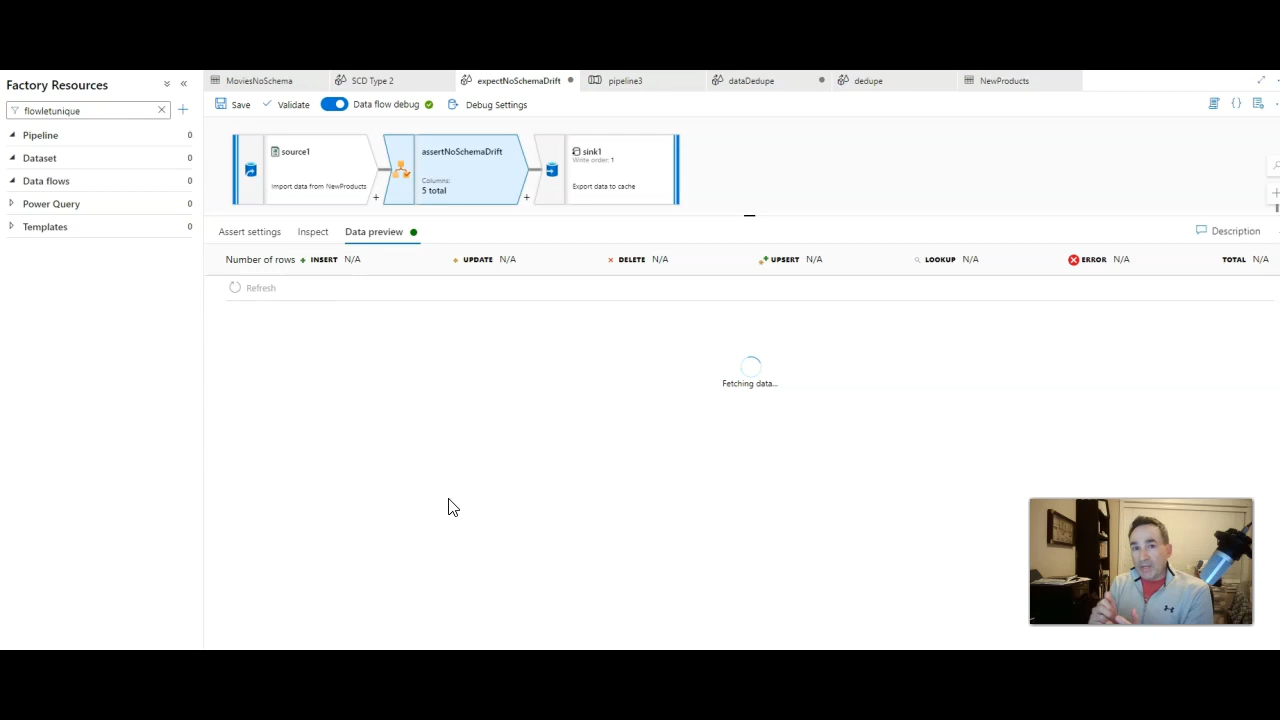 Factory Resources
flowletunique
Pipeline 0
Dataset 0
Data flows 0
Power Query 0
Templates 0
MoviesNoSchema SCD Type 2 expectNoSchemaDrift pipeline3 dataDedupe dedupe NewProducts
Save Validate Data flow debug Debug Settings
source1
Import data from NewProducts
+
assertNoSchemaDrift
Columns:
5 total
+
sink1
Write order: 1
Export data to cache
Assert settings Inspect Data preview Description
Number of rows + INSERT N/A UPDATE N/A × DELETE N/A UPSERT N/A LOOKUP N/A ERROR N/A TOTAL N/A
Refresh
Fetching data...